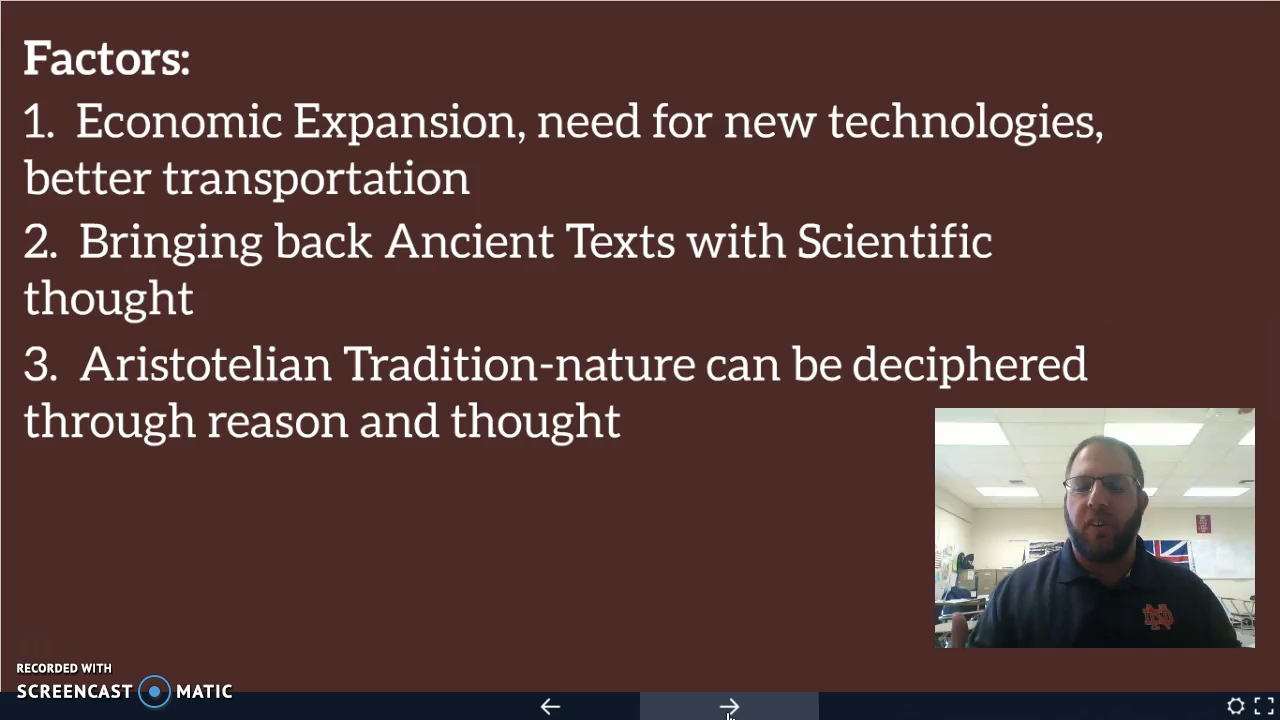 Factors:
1. Economic Expansion, need for new technologies,
better transportation
2. Bringing back Ancient Texts with Scientific
thought
3. Aristotelian Tradition-nature can be deciphered
through reason and thought
RECORDED WITH
SCREENCAST MATIC